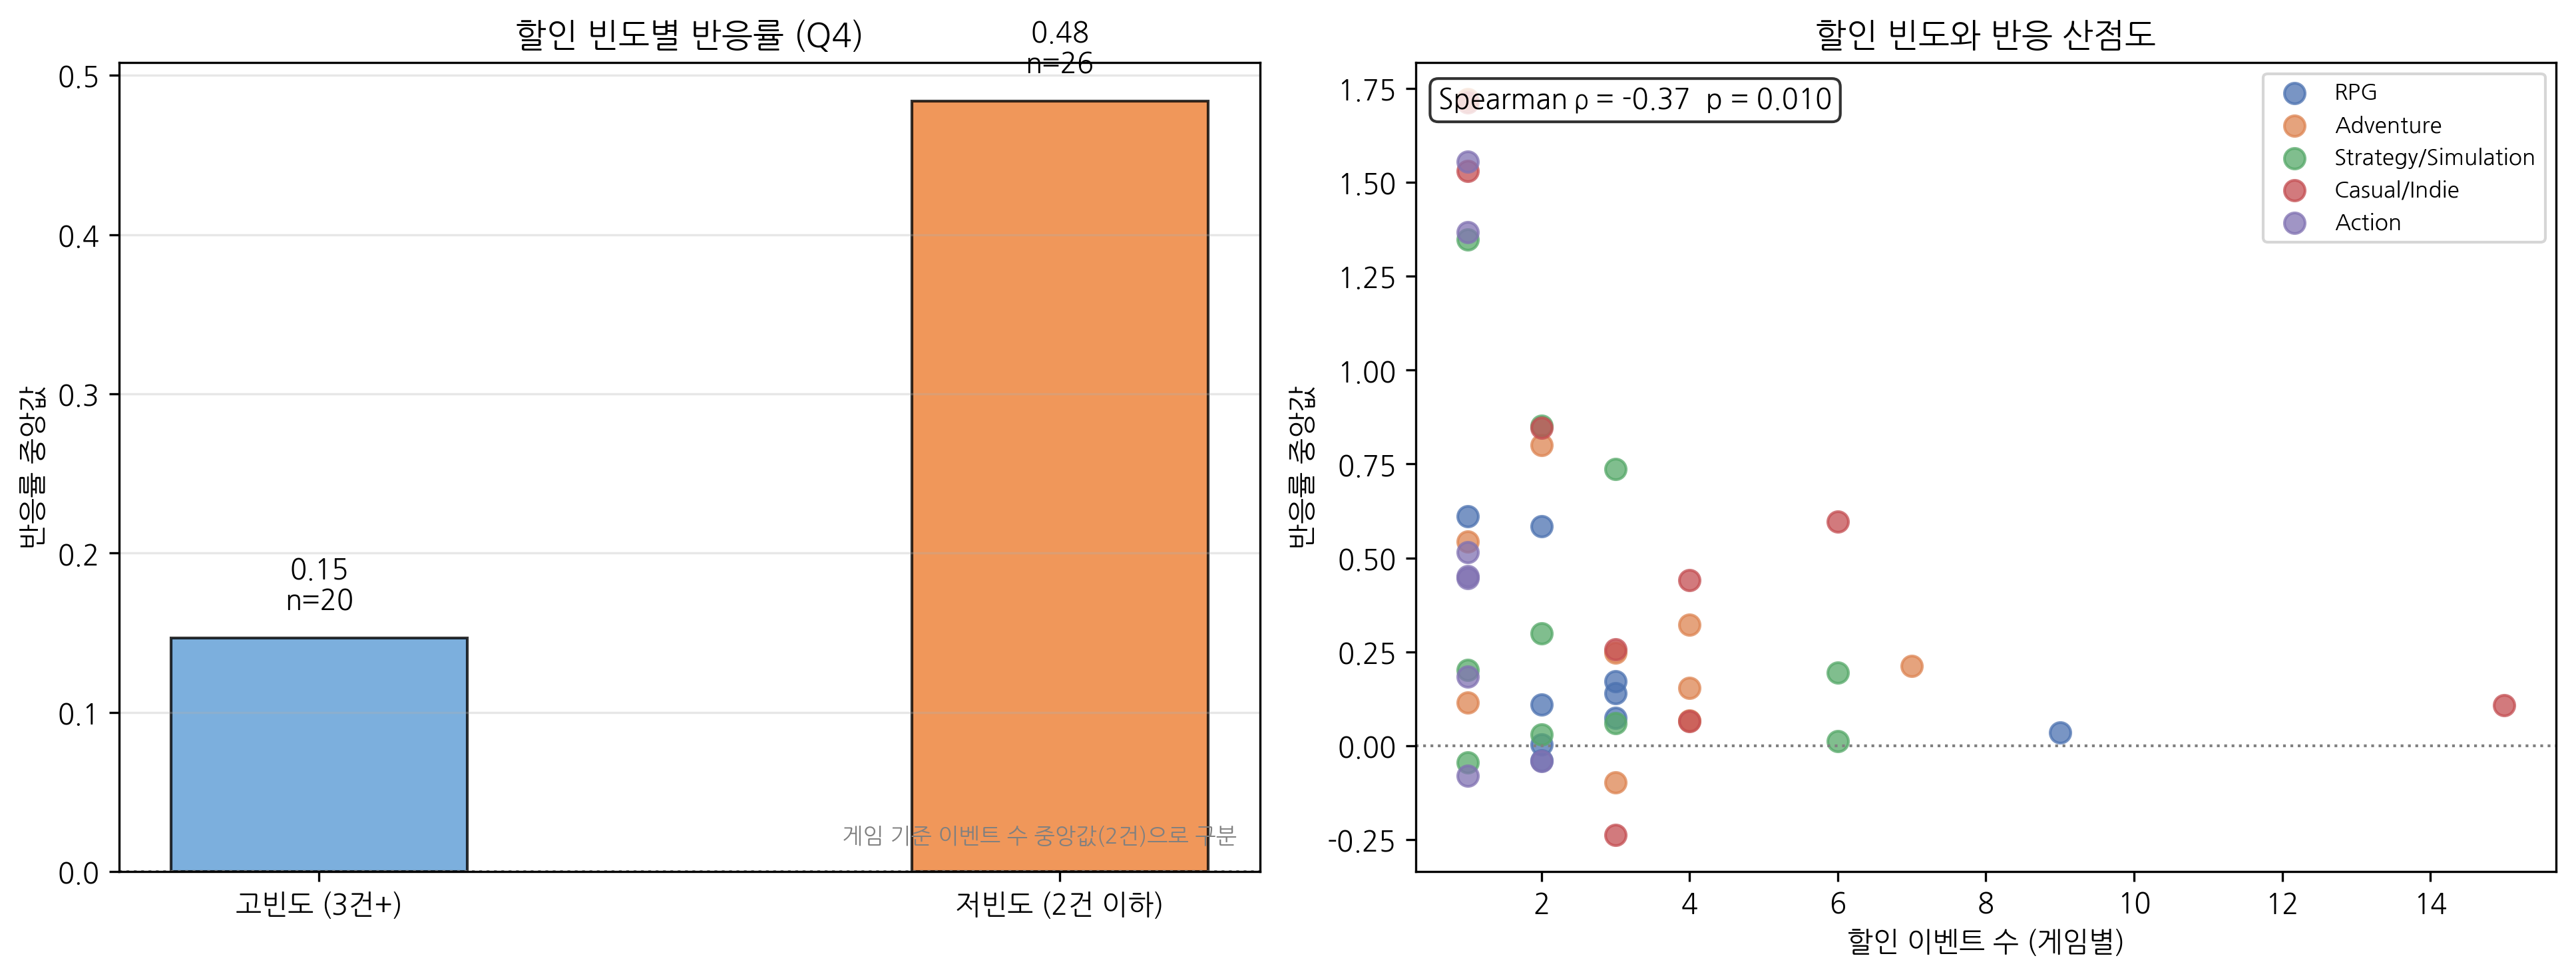 할인 빈도별 반응률 (Q4)
0.48
n=26
0.5
0.4
0.3
0.2
0.1
0.0
반응률 중앙값
0.15
n=20
게임 기준 이벤트 수 중앙값(2건)으로 구분
고빈도 (3건+)
저빈도 (2건 이하)
할인 빈도와 반응 산점도
Spearman ρ = -0.37  p = 0.010
RPG
Adventure
Strategy/Simulation
Casual/Indie
Action
1.75
1.50
1.25
1.00
0.75
0.50
0.25
0.00
-0.25
반응률 중앙값
2
4
6
8
10
12
14
할인 이벤트 수 (게임별)